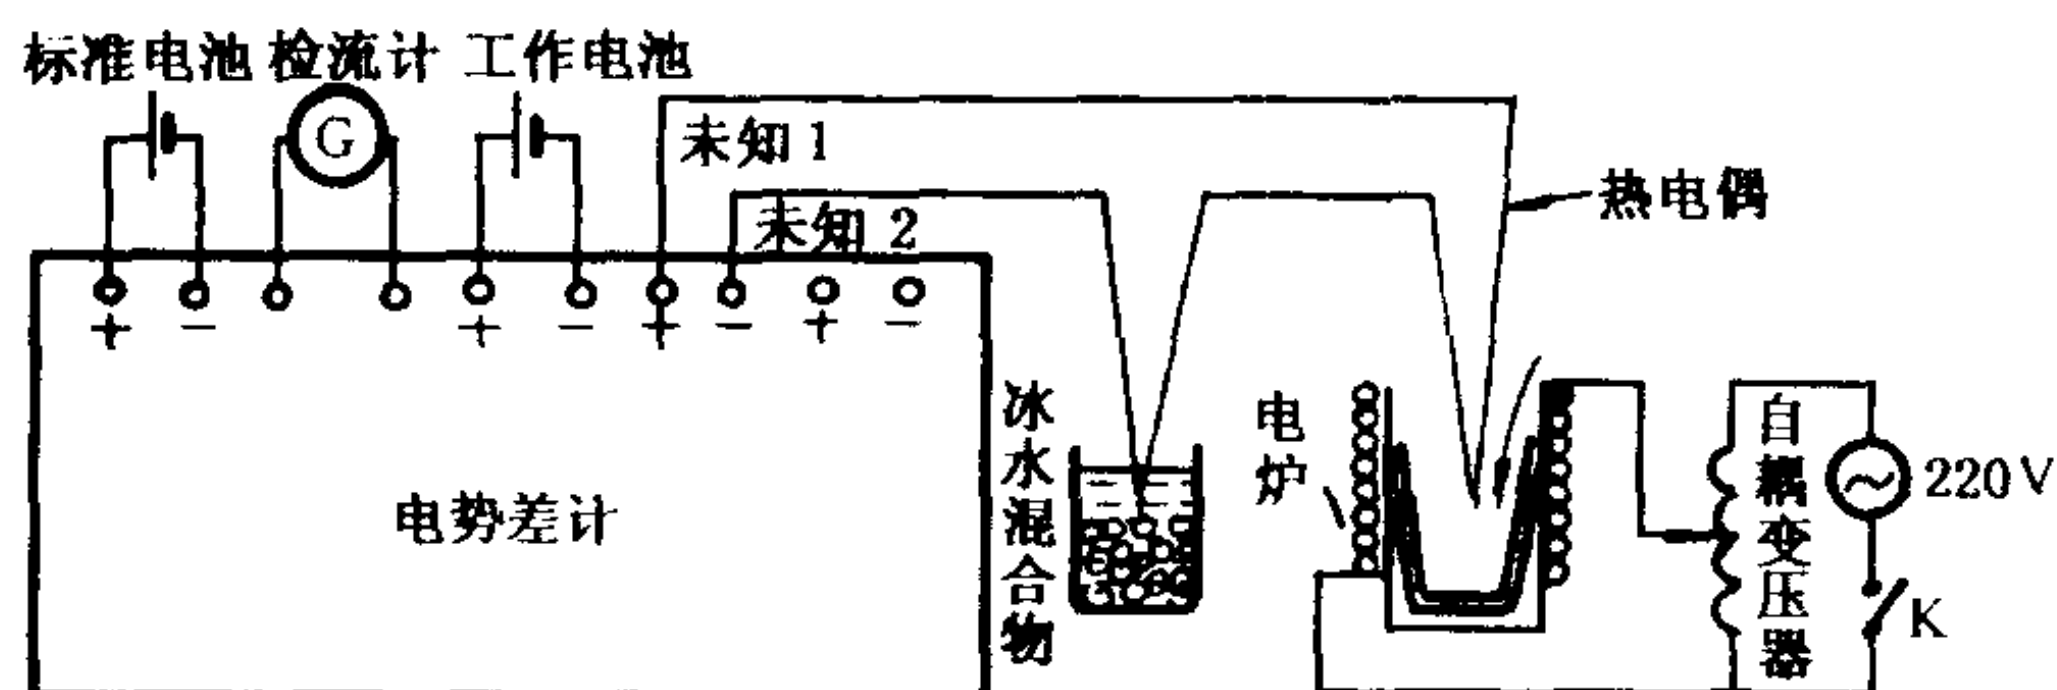 标准电池 检流计 工作电池
G
未知 1
未知 2
热电偶
+ − + − + − + −
电势差计
冰水混合物
电炉
自耦变压器
220V
K